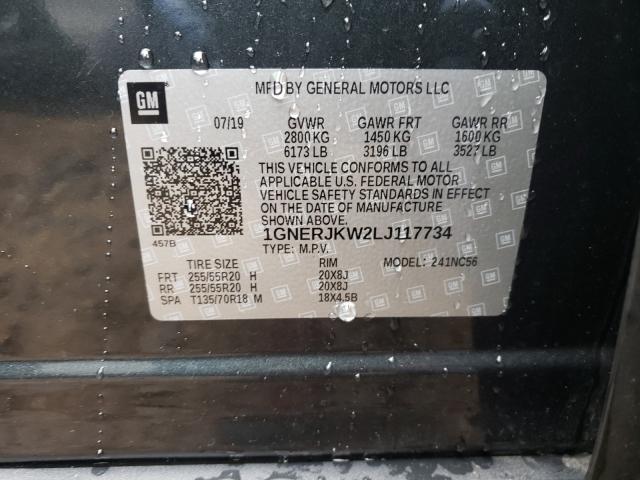 GM
MFD BY GENERAL MOTORS LLC
07/19 GVWR GAWR FRT GAWR RR
2800 KG 1450 KG 1600 KG
6173 LB 3196 LB 3527 LB
THIS VEHICLE CONFORMS TO ALL
APPLICABLE U.S. FEDERAL MOTOR
VEHICLE SAFETY STANDARDS IN EFFECT
ON THE DATE OF MANUFACTURE
SHOWN ABOVE.
457B
1GNERJKW2LJ117734
TYPE: M.P.V. MODEL: 241NC56
TIRE SIZE RIM
FRT 255/55R20 H 20X8J
RR 255/55R20 H 20X8J
SPA T135/70R18 M 18X4.5B